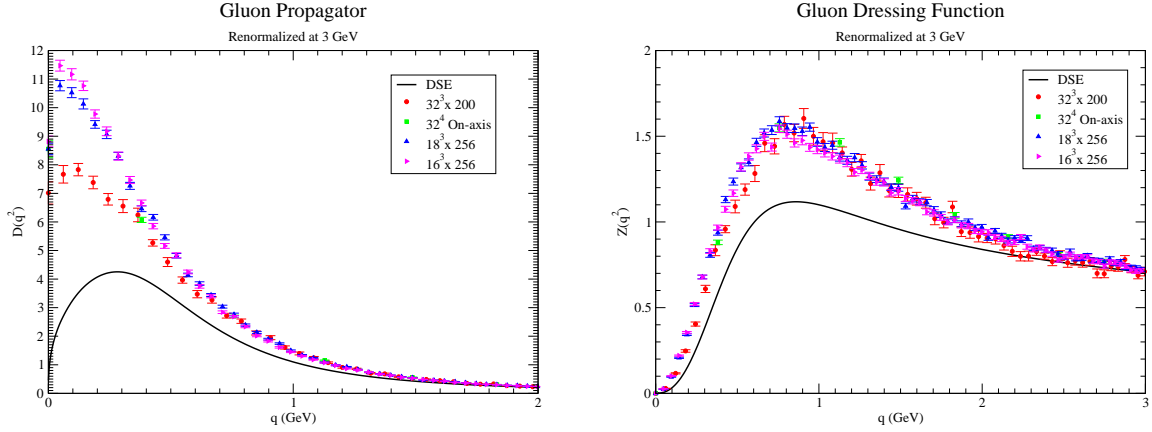 Gluon Propagator
Renormalized at 3 GeV
D(q²)
12
11
10
9
8
7
6
5
4
3
2
1
0
0
1
2
q (GeV)
DSE
32³x 200
32⁴ On-axis
18³x 256
16³x 256
Gluon Dressing Function
Renormalized at 3 GeV
Z(q²)
2
1.5
1
0.5
0
0
1
2
3
q (GeV)
DSE
32³x 200
32⁴ On-axis
18³x 256
16³x 256